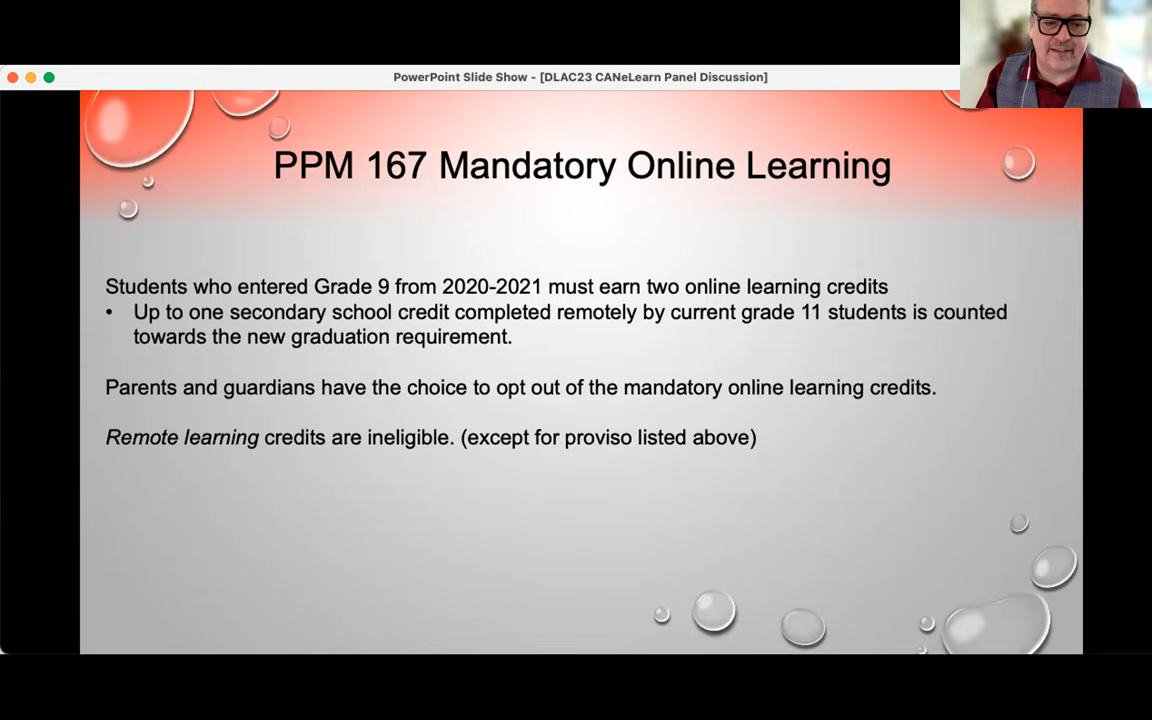 PowerPoint Slide Show - [DLAC23 CANeLearn Panel Discussion]
PPM 167 Mandatory Online Learning
Students who entered Grade 9 from 2020-2021 must earn two online learning credits
• Up to one secondary school credit completed remotely by current grade 11 students is counted
towards the new graduation requirement.
Parents and guardians have the choice to opt out of the mandatory online learning credits.
Remote learning credits are ineligible. (except for proviso listed above)